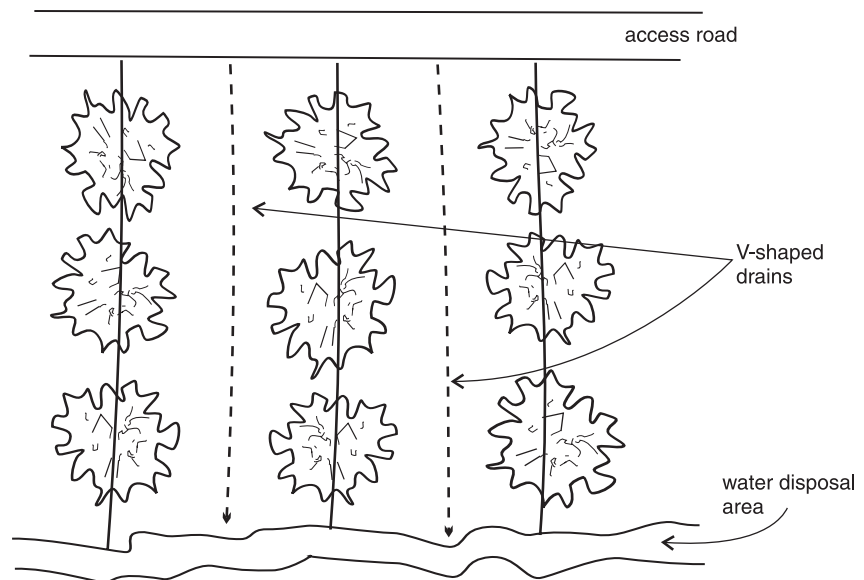 access road
V-shaped
drains
water disposal
area